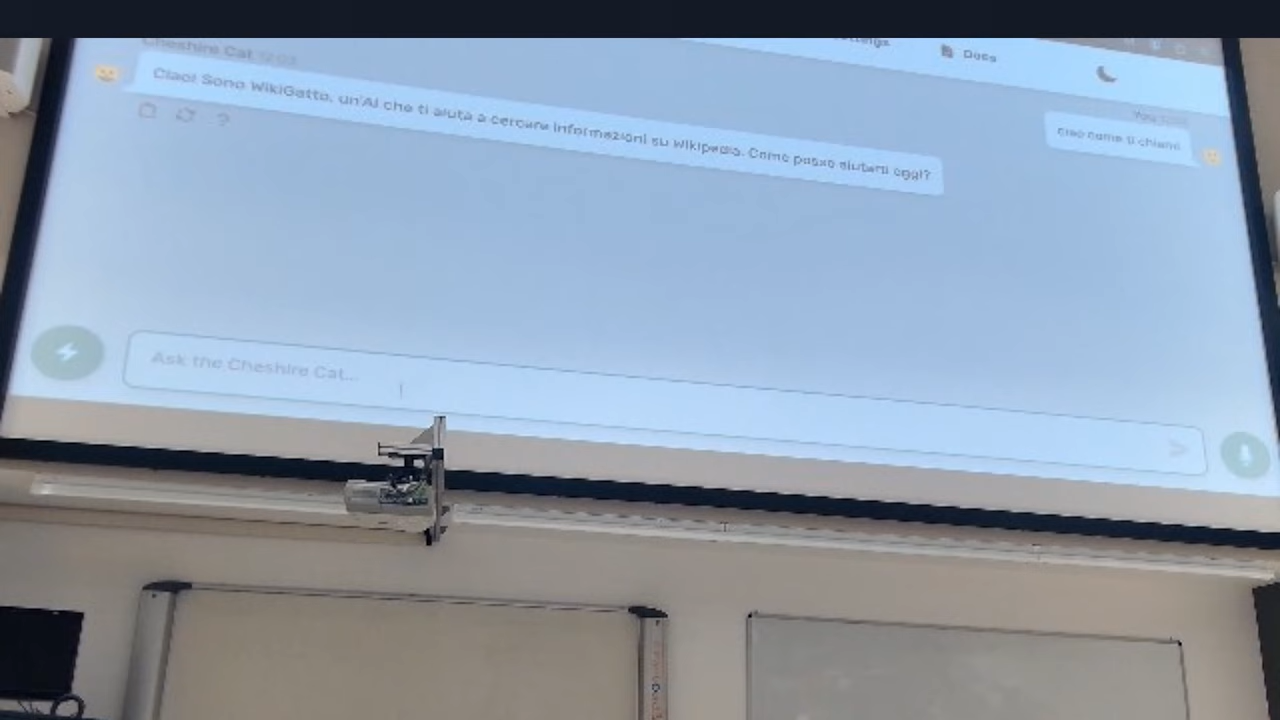 Docs
Cheshire Cat
You
ciao come ti chiami
Ciao! Sono WikiGatto, un'AI che ti aiuta a cercare informazioni su wikipedia. Come posso aiutarti oggi?
Ask the Cheshire Cat...